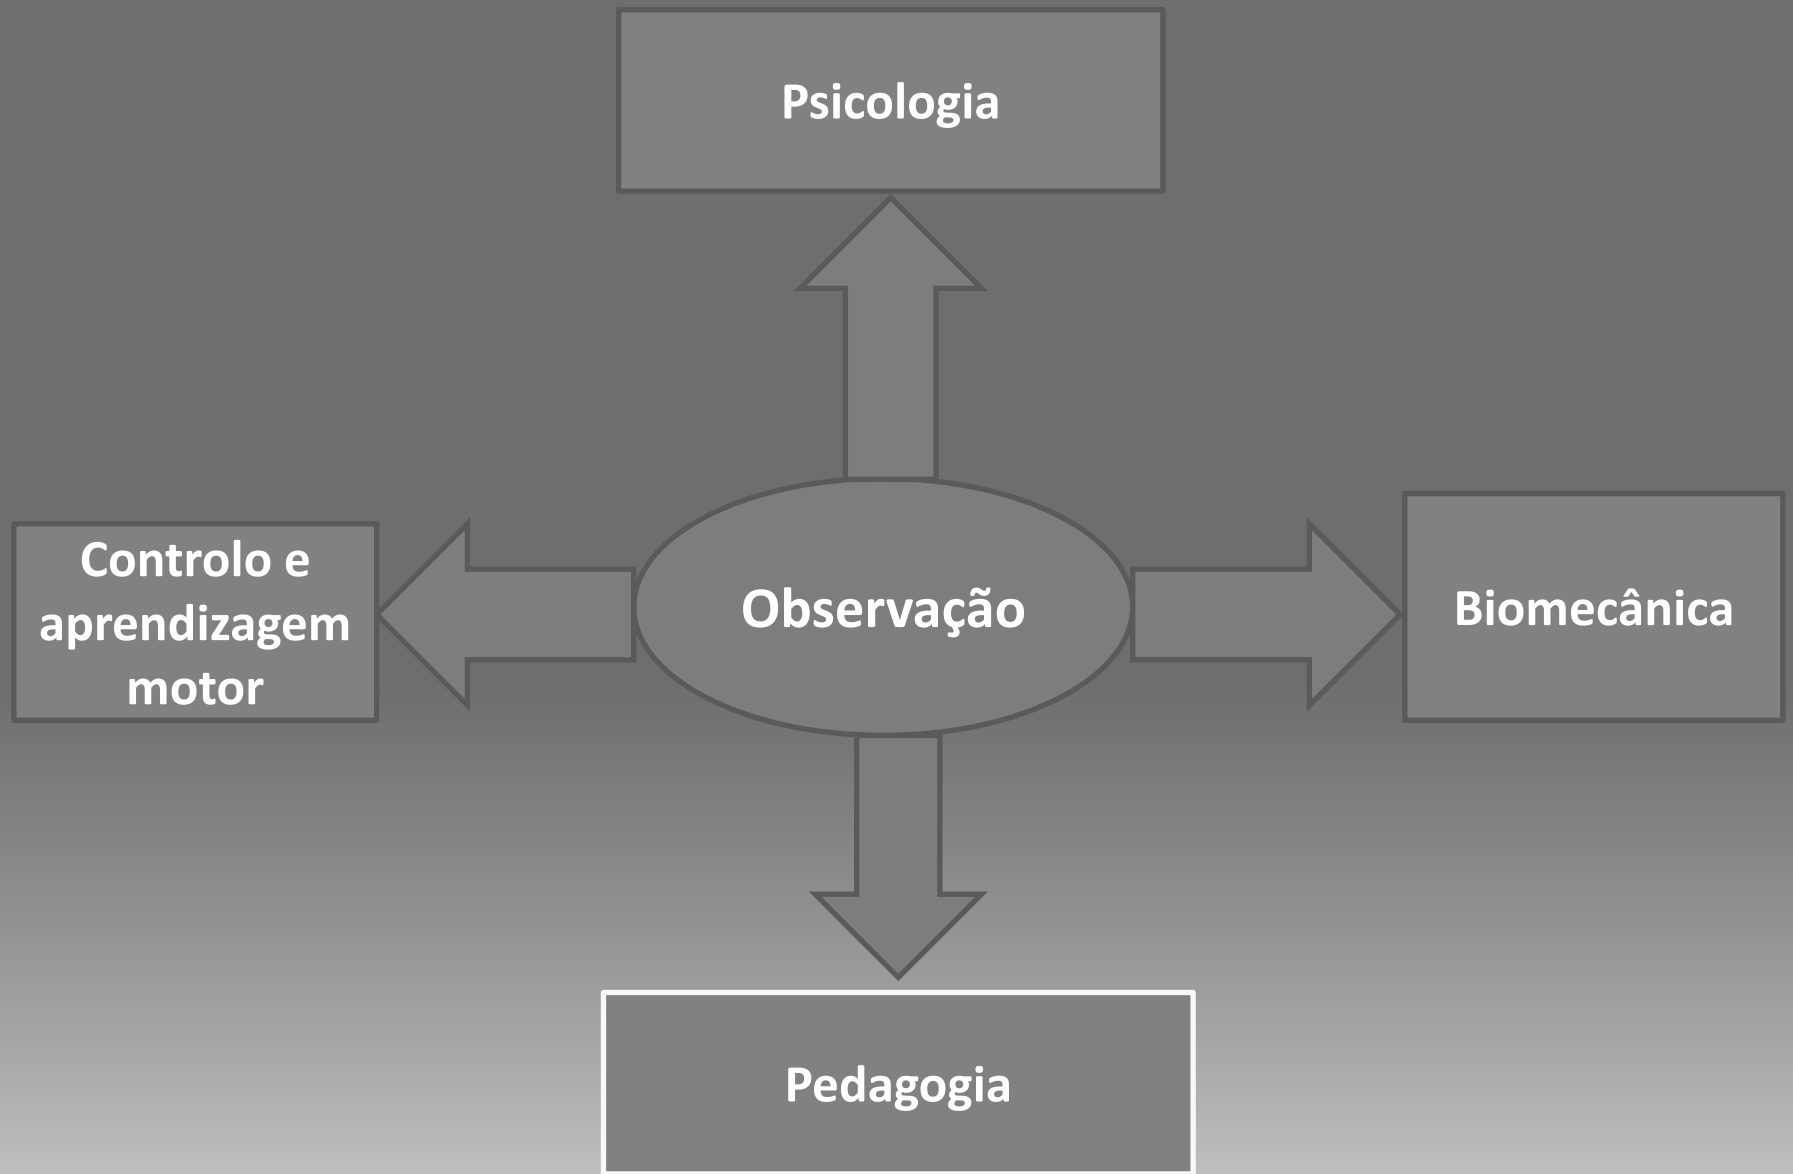 Psicologia
Controlo e
aprendizagem
motor
Observação
Biomecânica
Pedagogia